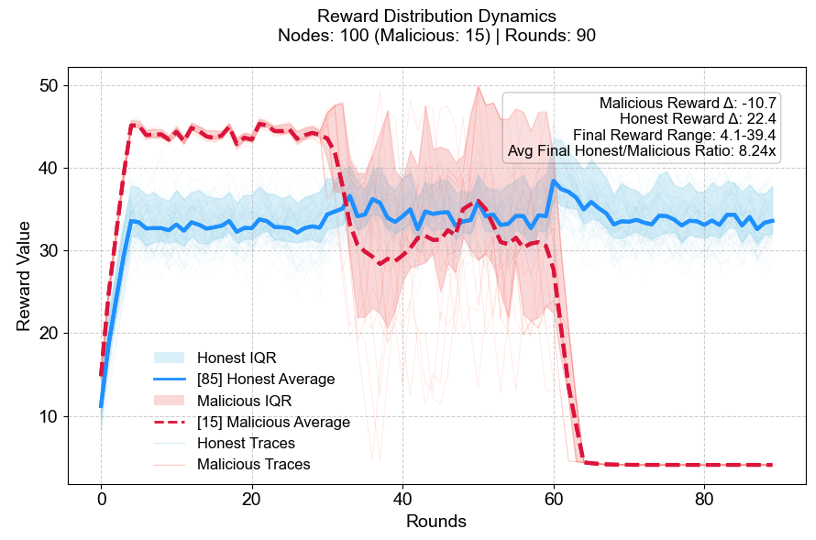 Reward Distribution Dynamics
Nodes: 100 (Malicious: 15) | Rounds: 90
Malicious Reward Δ: -10.7
Honest Reward Δ: 22.4
Final Reward Range: 4.1-39.4
Avg Final Honest/Malicious Ratio: 8.24x
50
40
30
20
10
Reward Value
Honest IQR
[85] Honest Average
Malicious IQR
[15] Malicious Average
Honest Traces
Malicious Traces
0 20 40 60 80
Rounds